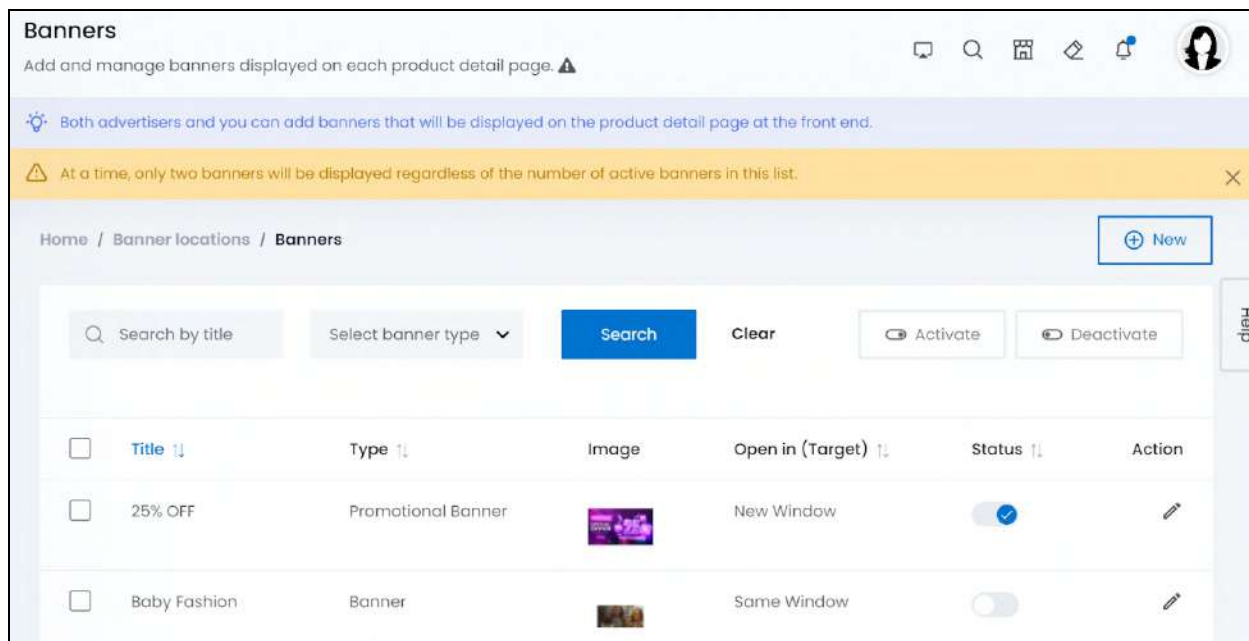 Banners
Add and manage banners displayed on each product detail page.
Both advertisers and you can add banners that will be displayed on the product detail page at the front end.
At a time, only two banners will be displayed regardless of the number of active banners in this list.
Home / Banner locations / Banners
New
Help
Search by title
Select banner type
Search
Clear
Activate
Deactivate
Title Type Image Open in (Target) Status Action
25% OFF Promotional Banner New Window
Baby Fashion Banner Same Window